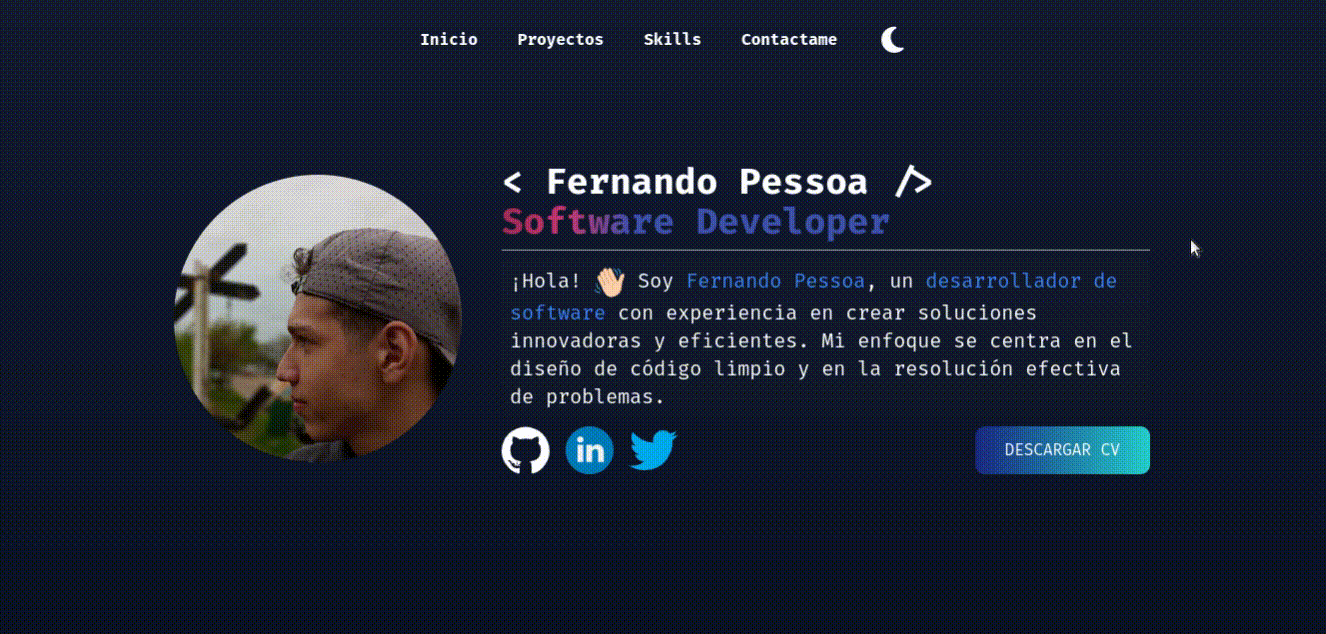 Inicio Proyectos Skills Contactame
< Fernando Pessoa />
Software Developer
¡Hola! 👋 Soy Fernando Pessoa, un desarrollador de
software con experiencia en crear soluciones
innovadoras y eficientes. Mi enfoque se centra en el
diseño de código limpio y en la resolución efectiva
de problemas.
in
DESCARGAR CV